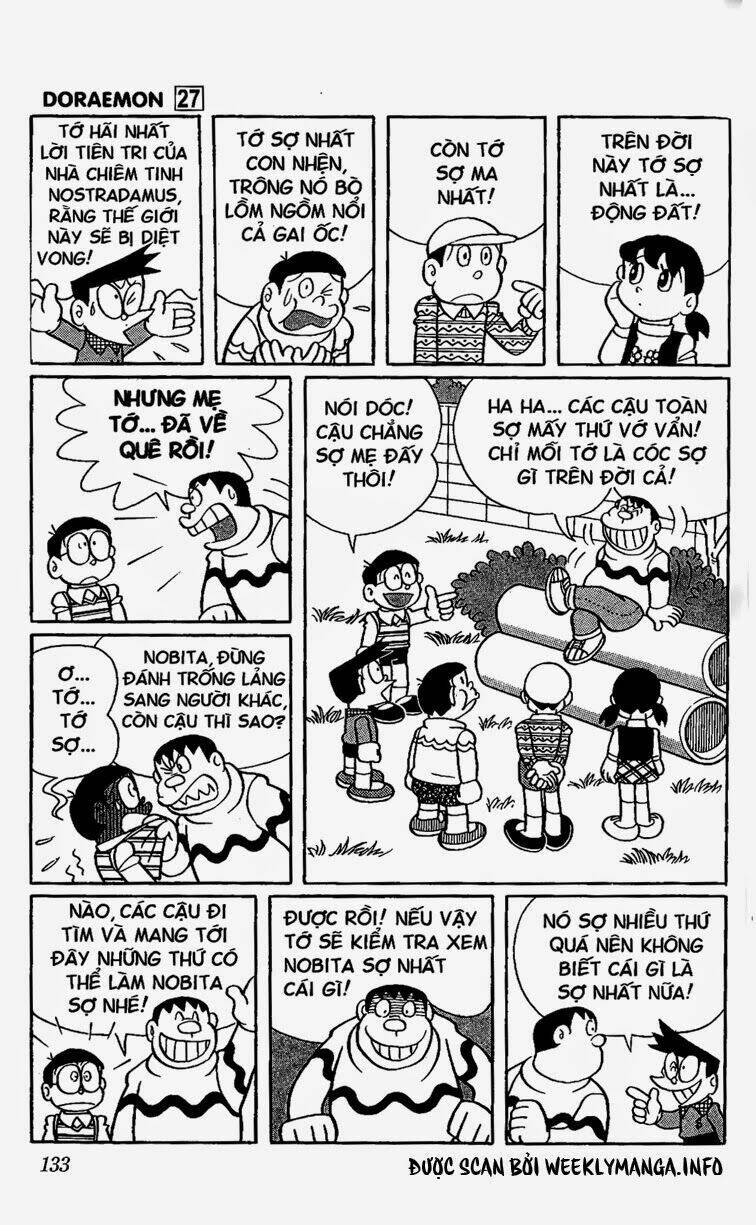 DORAEMON 27
TRÊN ĐỜI
NÀY TỚ SỢ
NHẤT LÀ...
ĐỘNG ĐẤT!
CÒN TỚ
SỢ MA
NHẤT!
TỚ SỢ NHẤT
CON NHỆN,
TRÔNG NÓ BÒ
LỒM NGỒM NỔI
CẢ GAI ỐC!
TỚ HÃI NHẤT
LỜI TIÊN TRI CỦA
NHÀ CHIÊM TINH
NOSTRADAMUS,
RẰNG THẾ GIỚI
NÀY SẼ BỊ DIỆT
VONG!
HA HA... CÁC CẬU TOÀN
SỢ MẤY THỨ VỚ VẨN!
CHỈ MỖI TỚ LÀ CÓC SỢ
GÌ TRÊN ĐỜI CẢ!
NÓI DÓC!
CẬU CHẲNG
SỢ MẸ ĐẤY
THÔI!
NHƯNG MẸ
TỚ... ĐÃ VỀ
QUÊ RỒI!
NOBITA, ĐỪNG
ĐÁNH TRỐNG LẢNG
SANG NGƯỜI KHÁC,
CÒN CẬU THÌ SAO?
Ơ...
TỚ...
TỚ
SỢ...
NÓ SỢ NHIỀU THỨ
QUÁ NÊN KHÔNG
BIẾT CÁI GÌ LÀ
SỢ NHẤT NỮA!
ĐƯỢC RỒI! NẾU VẬY
TỚ SẼ KIỂM TRA XEM
NOBITA SỢ NHẤT
CÁI GÌ!
NÀO, CÁC CẬU ĐI
TÌM VÀ MANG TỚI
ĐÂY NHỮNG THỨ CÓ
THỂ LÀM NOBITA
SỢ NHÉ!
133
ĐƯỢC SCAN BỞI WEEKLYMANGA.INFO